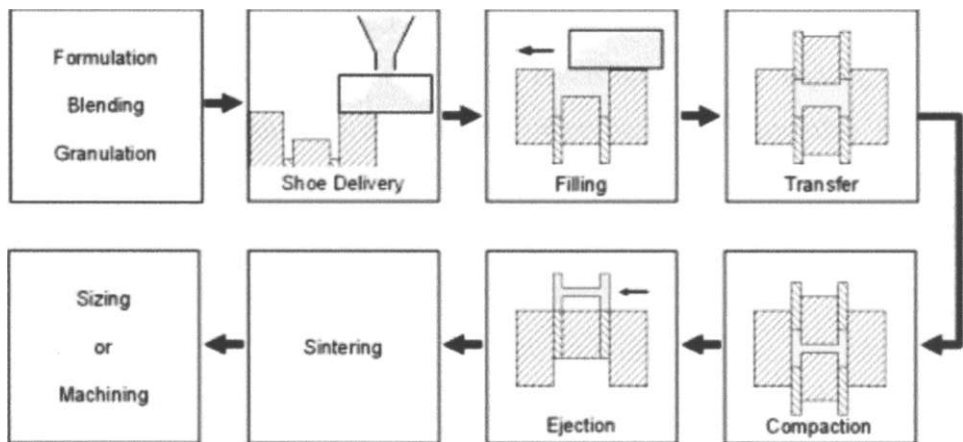 Formulation
Blending
Granulation
Shoe Delivery
Filling
Transfer
Sizing
or
Machining
Sintering
Ejection
Compaction